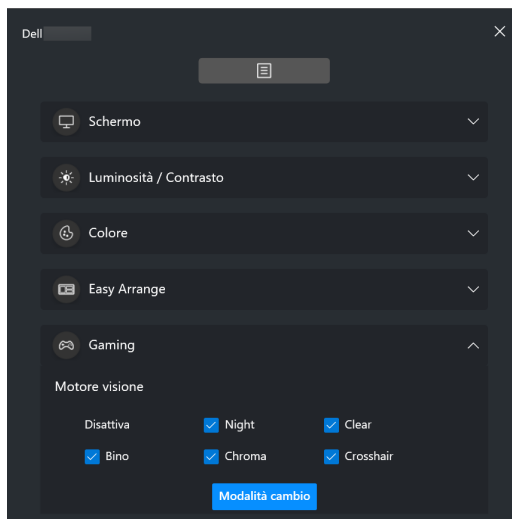 Dell
Schermo
Luminosità / Contrasto
Colore
Easy Arrange
Gaming
Motore visione
Disattiva Night Clear
Bino Chroma Crosshair
Modalità cambio